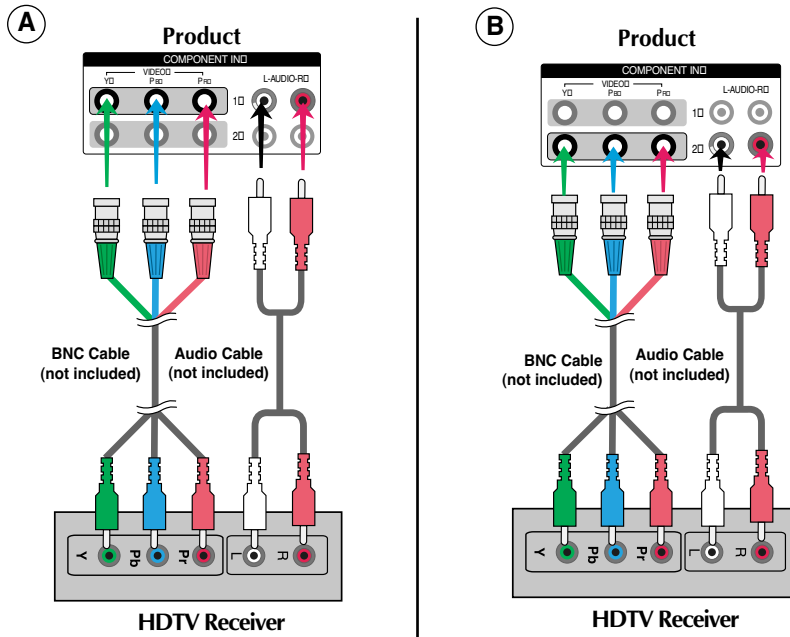 A
Product
COMPONENT IN□
VIDEO□
Y□ PB□ PR□
L-AUDIO-R□
1□
2□
BNC Cable
(not included)
Audio Cable
(not included)
Y Pb Pr L R
HDTV Receiver
B
Product
COMPONENT IN□
VIDEO□
Y□ PB□ PR□
L-AUDIO-R□
1□
2□
BNC Cable
(not included)
Audio Cable
(not included)
Y Pb Pr L R
HDTV Receiver